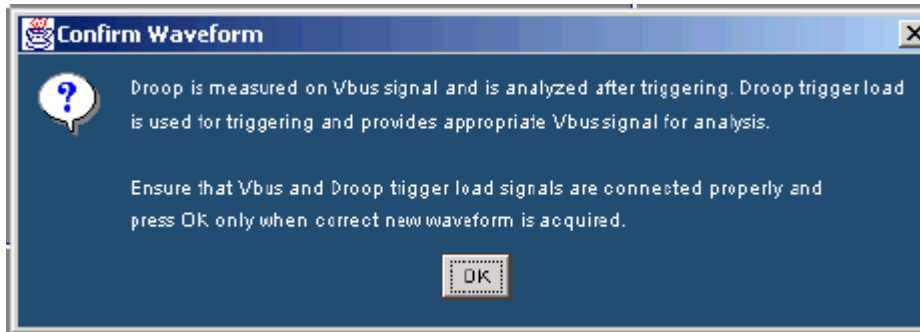 Confirm Waveform
Droop is measured on Vbus signal and is analyzed after triggering. Droop trigger load
is used for triggering and provides appropriate Vbus signal for analysis.
Ensure that Vbus and Droop trigger load signals are connected properly and
press OK only when correct new waveform is acquired.
OK